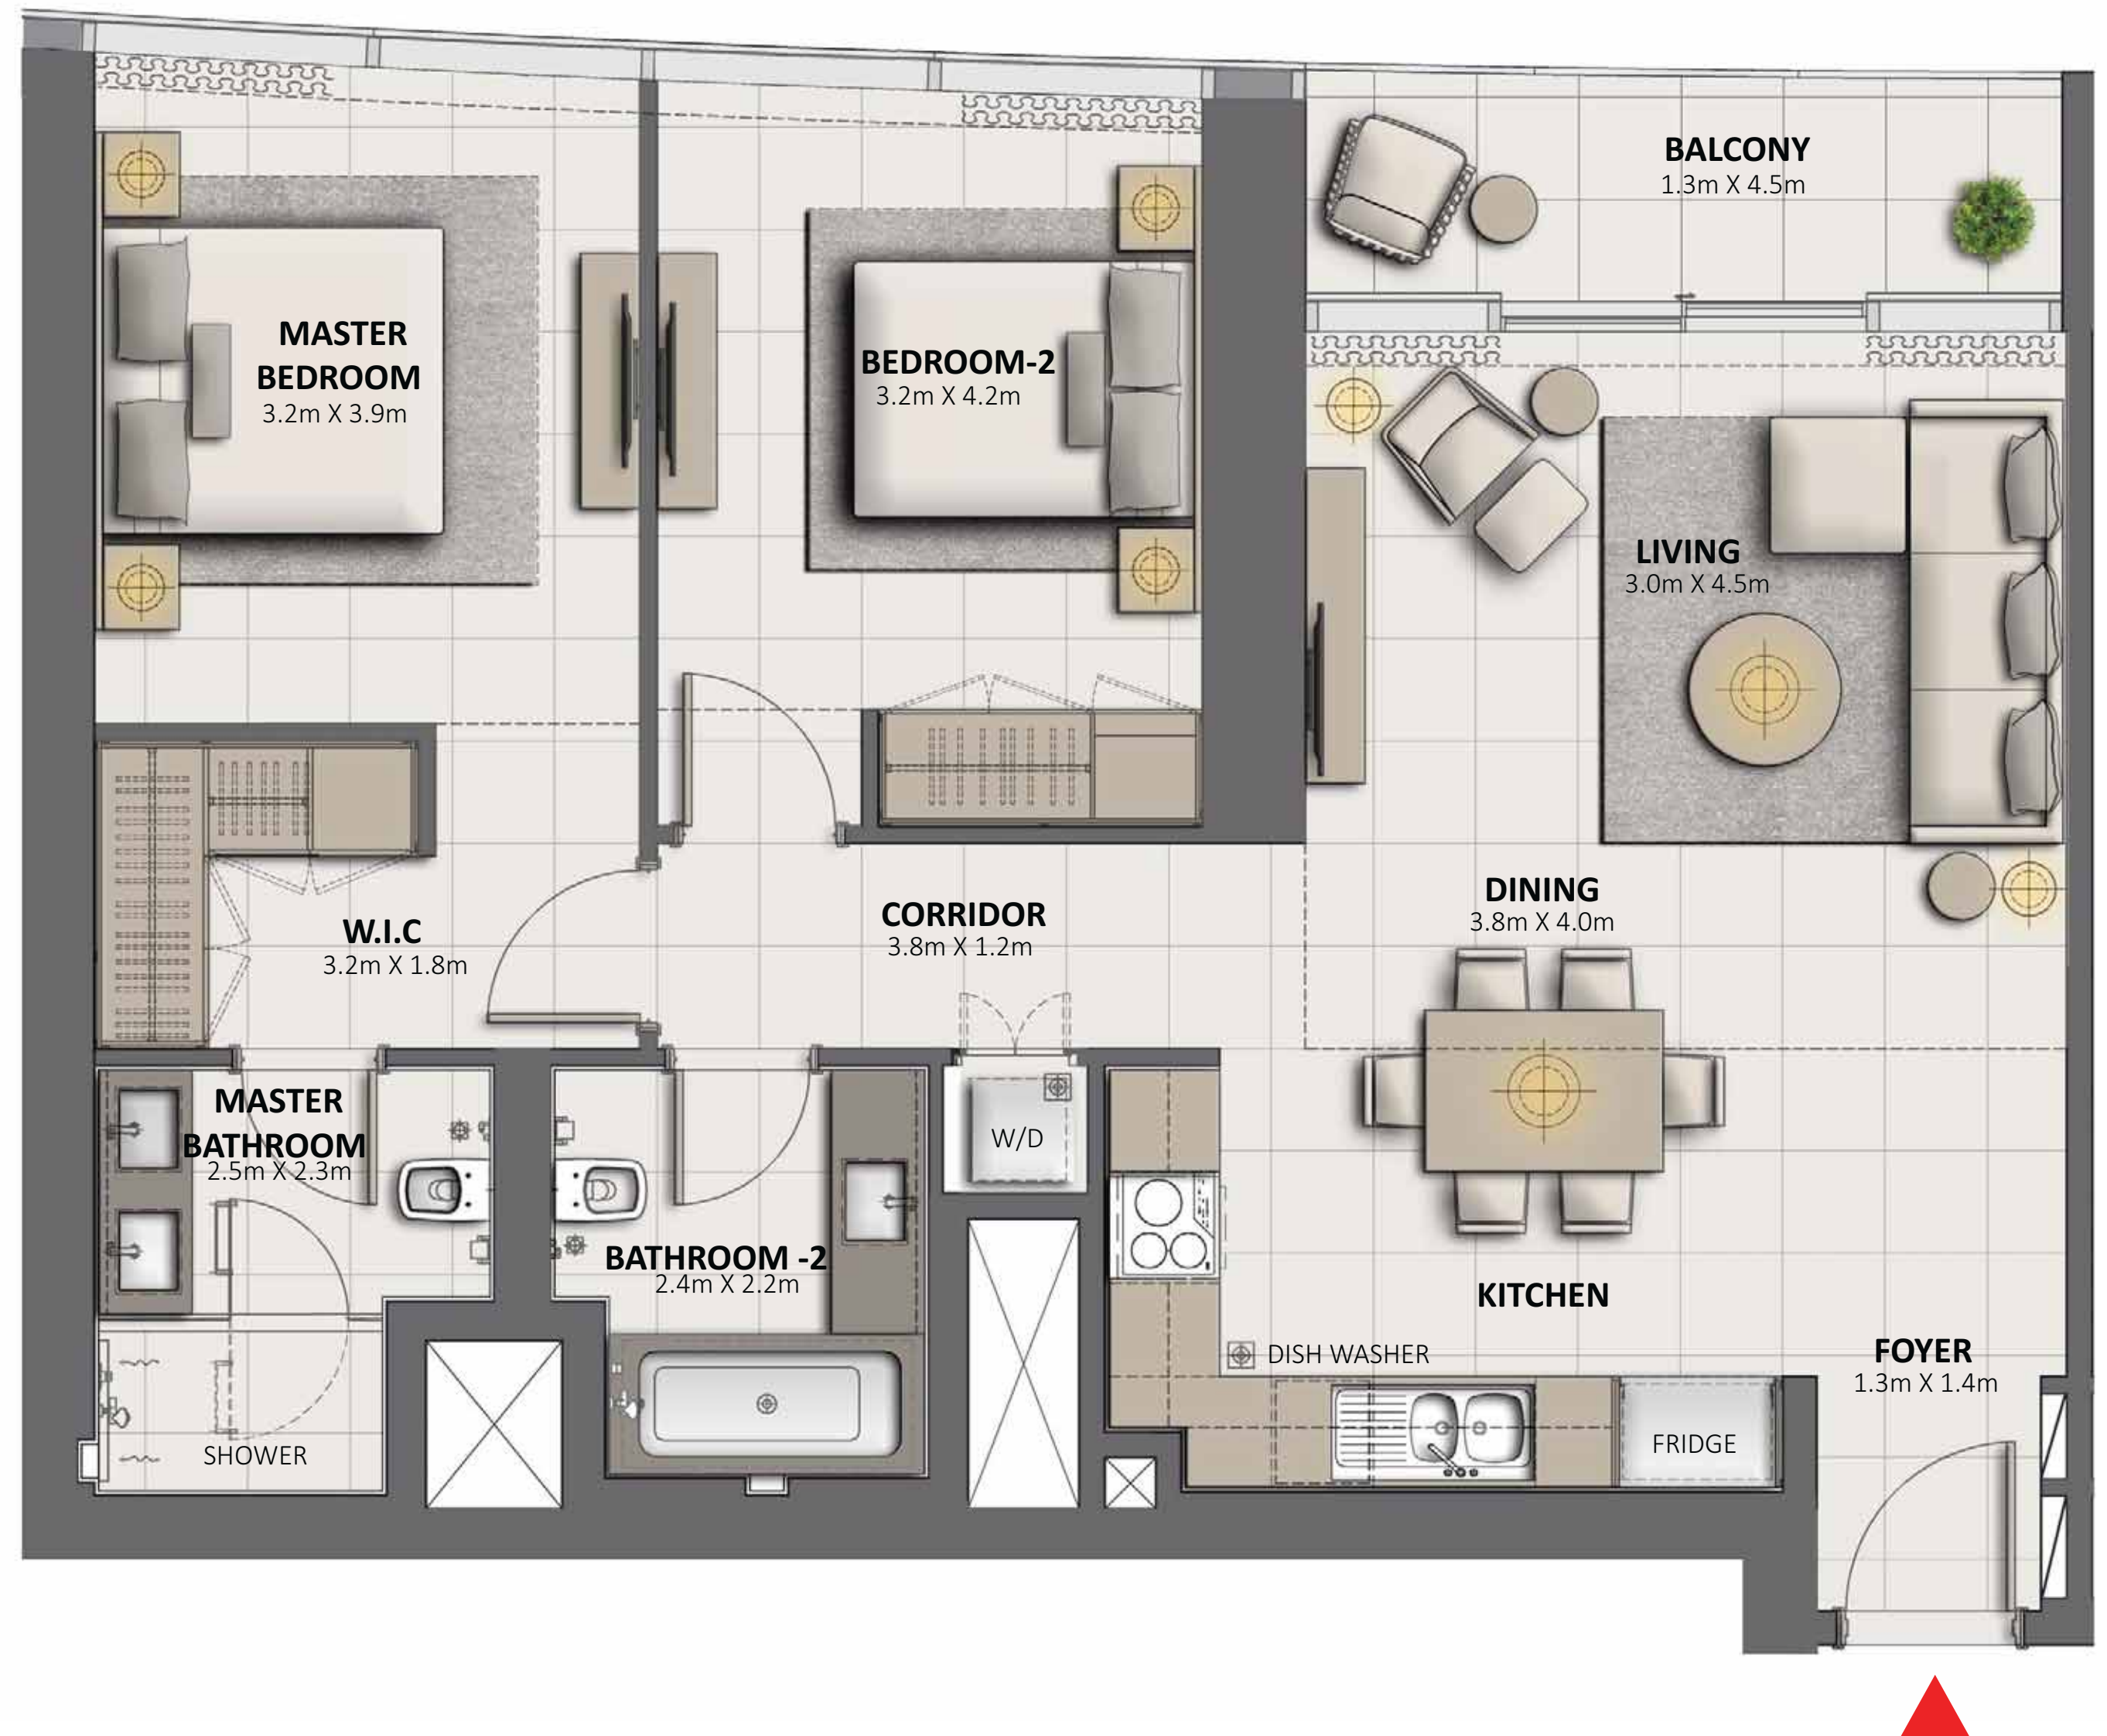 BALCONY
1.3m X 4.5m
MASTER
BEDROOM
3.2m X 3.9m
BEDROOM-2
3.2m X 4.2m
LIVING
3.0m X 4.5m
DINING
3.8m X 4.0m
CORRIDOR
3.8m X 1.2m
W.I.C
3.2m X 1.8m
MASTER
BATHROOM
2.5m X 2.3m
W/D
BATHROOM -2
2.4m X 2.2m
KITCHEN
DISH WASHER
FOYER
1.3m X 1.4m
SHOWER
FRIDGE